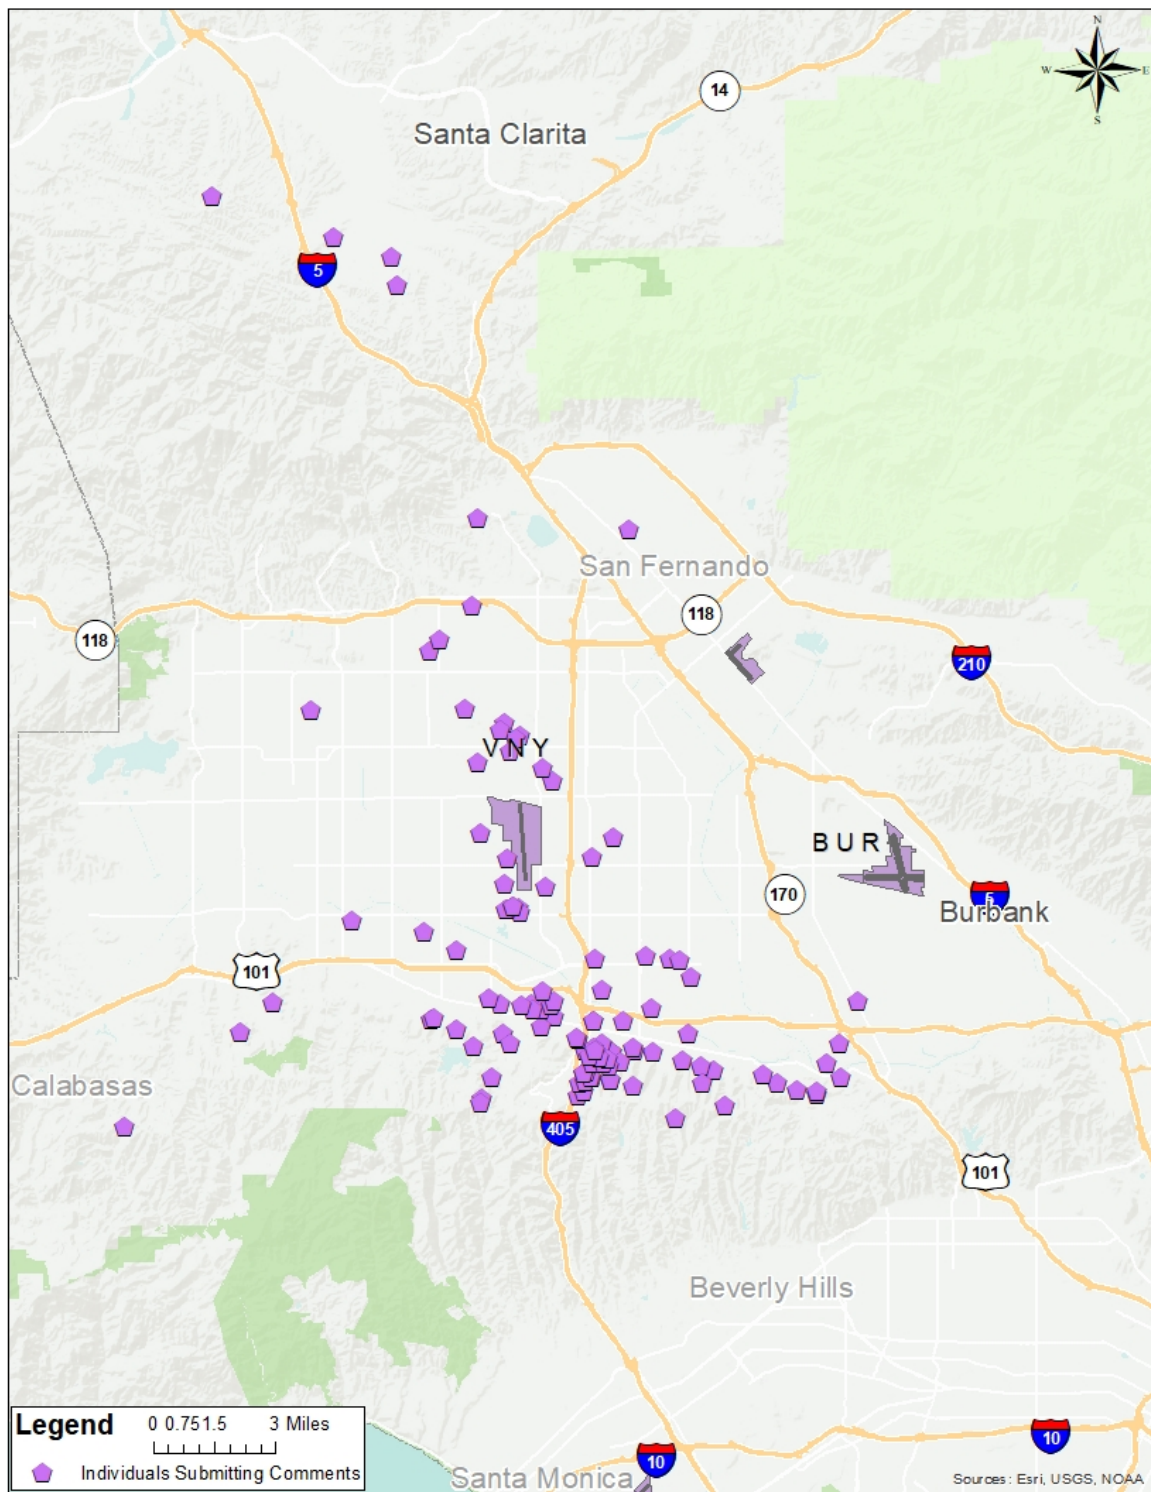 N
W
E
S
14
Santa Clarita
5
San Fernando
118
118
210
VNY
BUR
170
5
Burbank
101
Calabasas
405
101
Beverly Hills
Legend
0 0.75 1.5 3 Miles
Individuals Submitting Comments
10
10
Santa Monica
Sources: Esri, USGS, NOAA